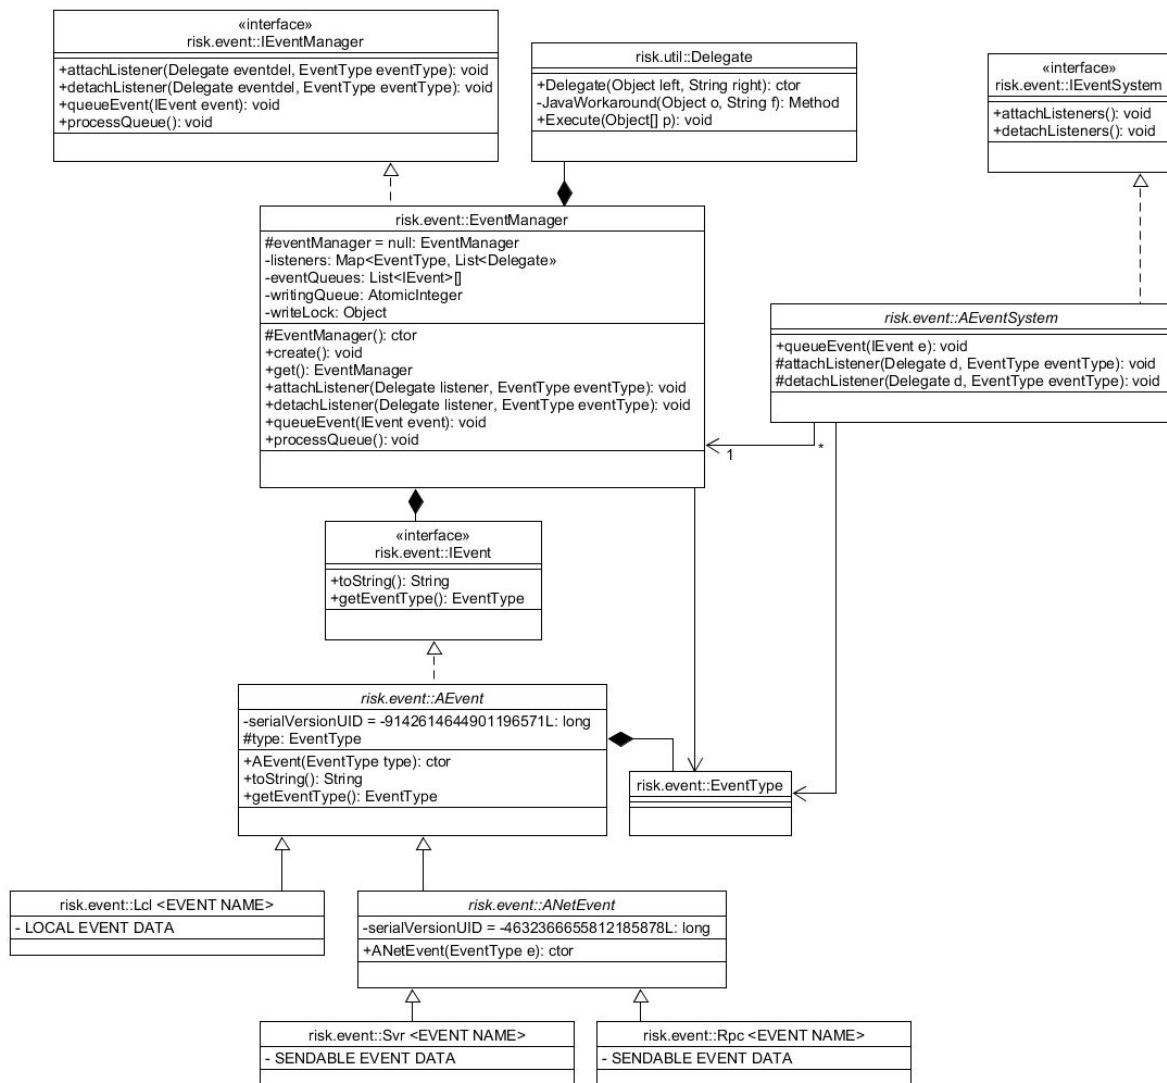 «interface»
risk.event::IEventManager
+attachListener(Delegate eventdel, EventType eventType): void
+detachListener(Delegate eventdel, EventType eventType): void
+queueEvent(IEvent event): void
+processQueue(): void
risk.util::Delegate
+Delegate(Object left, String right): ctor
-JavaWorkaround(Object o, String f): Method
+Execute(Object[] p): void
«interface»
risk.event::IEventSystem
+attachListeners(): void
+detachListeners(): void
risk.event::EventManager
#eventManager = null: EventManager
-listeners: Map<EventType, List<Delegate»
-eventQueues: List<IEvent>[]
-writingQueue: AtomicInteger
-writeLock: Object
#EventManager(): ctor
+create(): void
+get(): EventManager
+attachListener(Delegate listener, EventType eventType): void
+detachListener(Delegate listener, EventType eventType): void
+queueEvent(IEvent event): void
+processQueue(): void
risk.event::AEventSystem
+queueEvent(IEvent e): void
#attachListener(Delegate d, EventType eventType): void
#detachListener(Delegate d, EventType eventType): void
1
*
«interface»
risk.event::IEvent
+toString(): String
+getEventType(): EventType
risk.event::AEvent
-serialVersionUID = -9142614644901196571L: long
#type: EventType
+AEvent(EventType type): ctor
+toString(): String
+getEventType(): EventType
risk.event::EventType
risk.event::Lcl <EVENT NAME>
- LOCAL EVENT DATA
risk.event::ANetEvent
-serialVersionUID = -4632366655812185878L: long
+ANetEvent(EventType e): ctor
risk.event::Svr <EVENT NAME>
- SENDABLE EVENT DATA
risk.event::Rpc <EVENT NAME>
- SENDABLE EVENT DATA